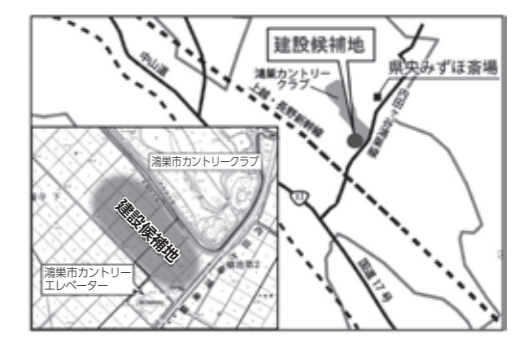 建設候補地
県央みずほ斎場
鴻巣カントリー
クラブ
中山道
上越・長野新幹線
17
国道17号
鴻巣市カントリークラブ
建設候補地
鴻巣市カントリー
エレベーター